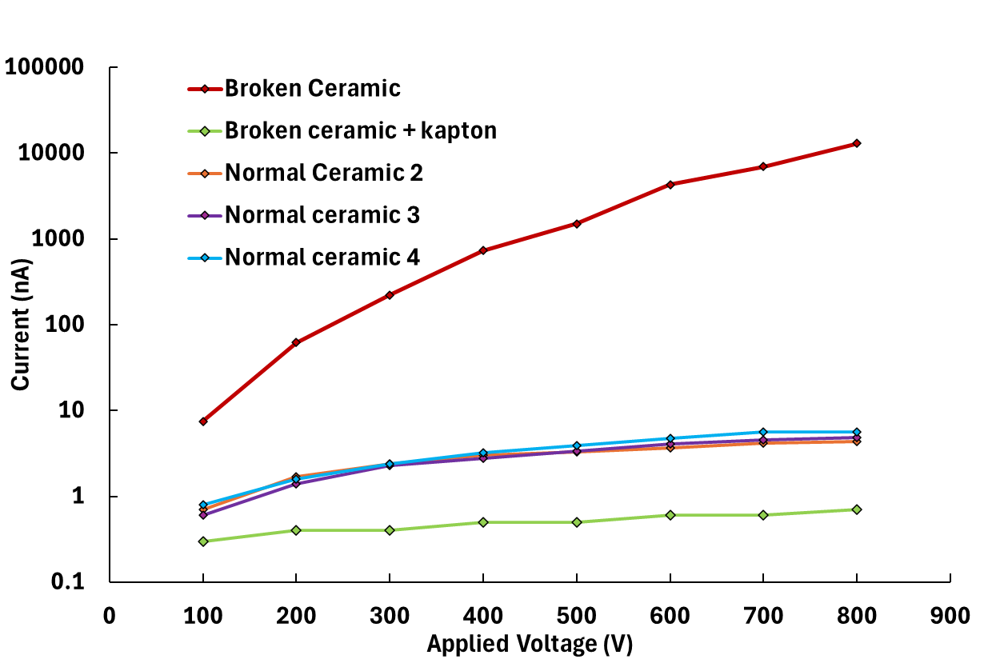 100000
10000
1000
100
10
1
0.1
Current (nA)
Broken Ceramic
Broken ceramic + kapton
Normal Ceramic 2
Normal ceramic 3
Normal ceramic 4
0 100 200 300 400 500 600 700 800 900
Applied Voltage (V)